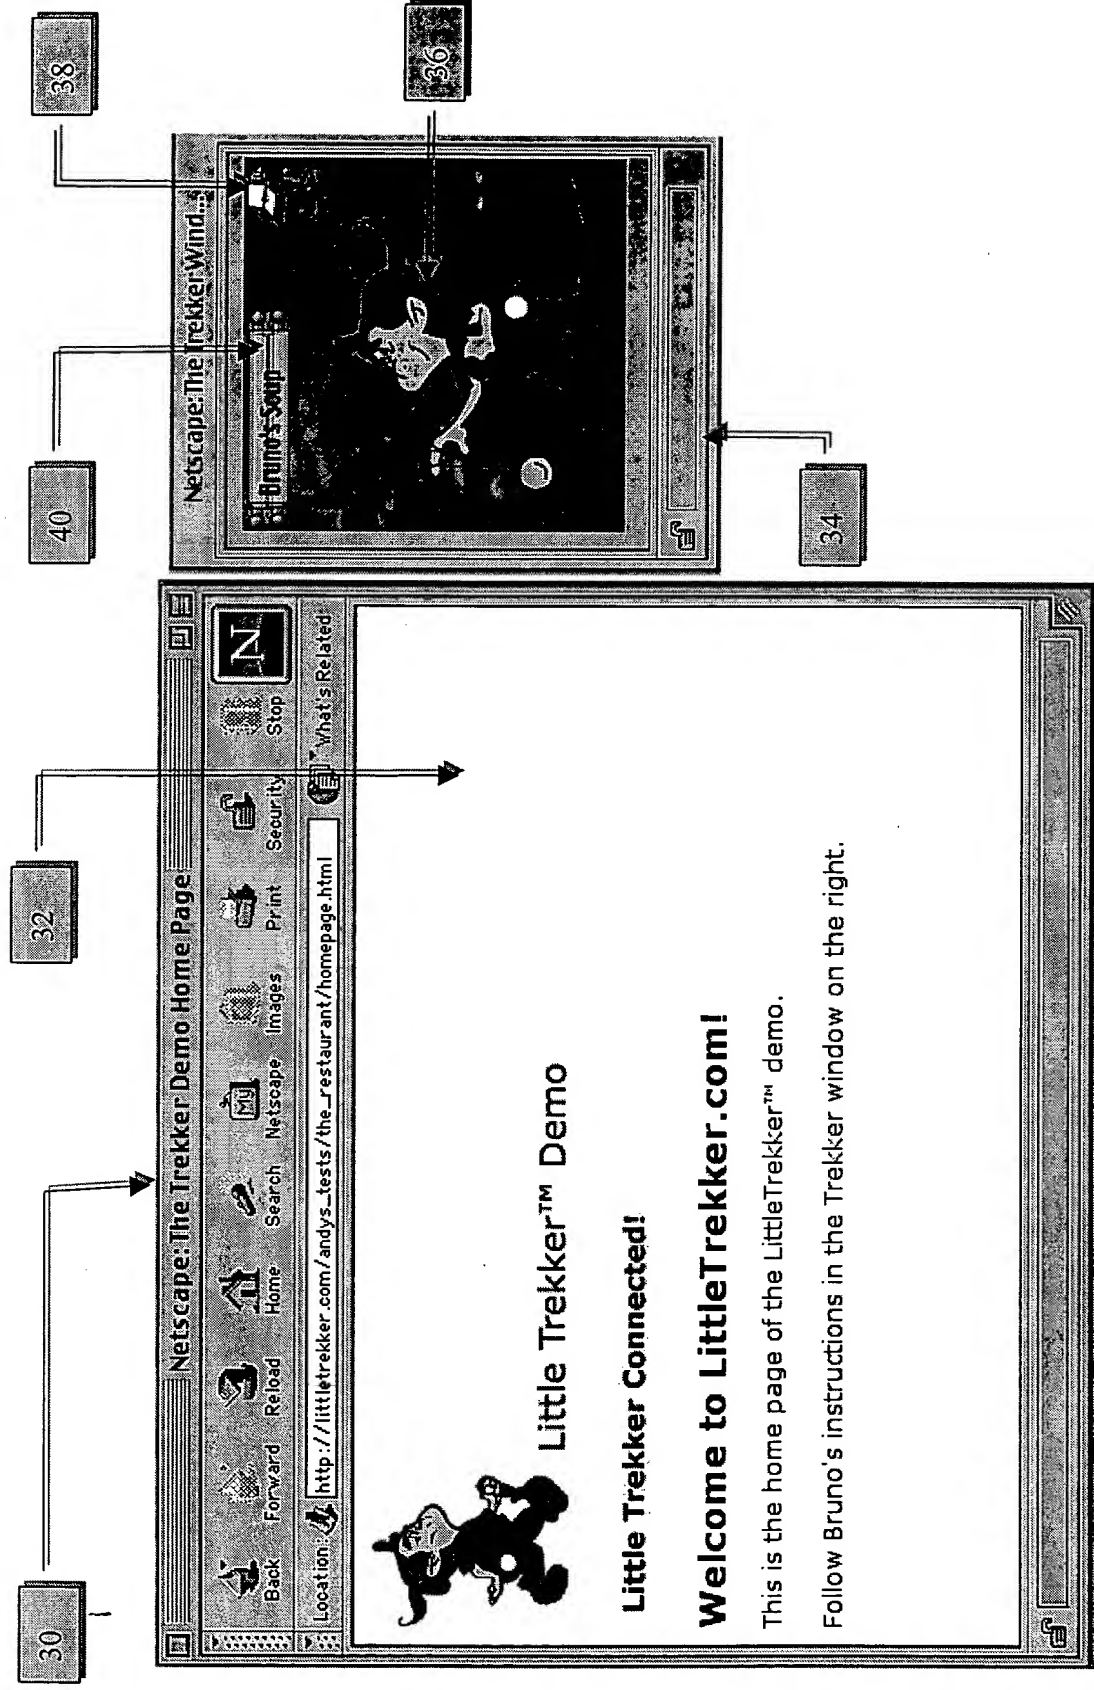 30
32
40
38
Netscape: The Trekker Demo Home Page
Back Forward Reload Home Search Netscape Images Print Security Stop
My
N
Location: http://littletrekker.com/andys_tests/the_restaurant/homepage.html What's Related
Little Trekker™ Demo
Little Trekker Connected!
Welcome to LittleTrekker.com!
This is the home page of the LittleTrekker™ demo.
Follow Bruno's instructions in the Trekker window on the right.
Netscape: The Trekker Wind...
Bruno's Soup
36
34